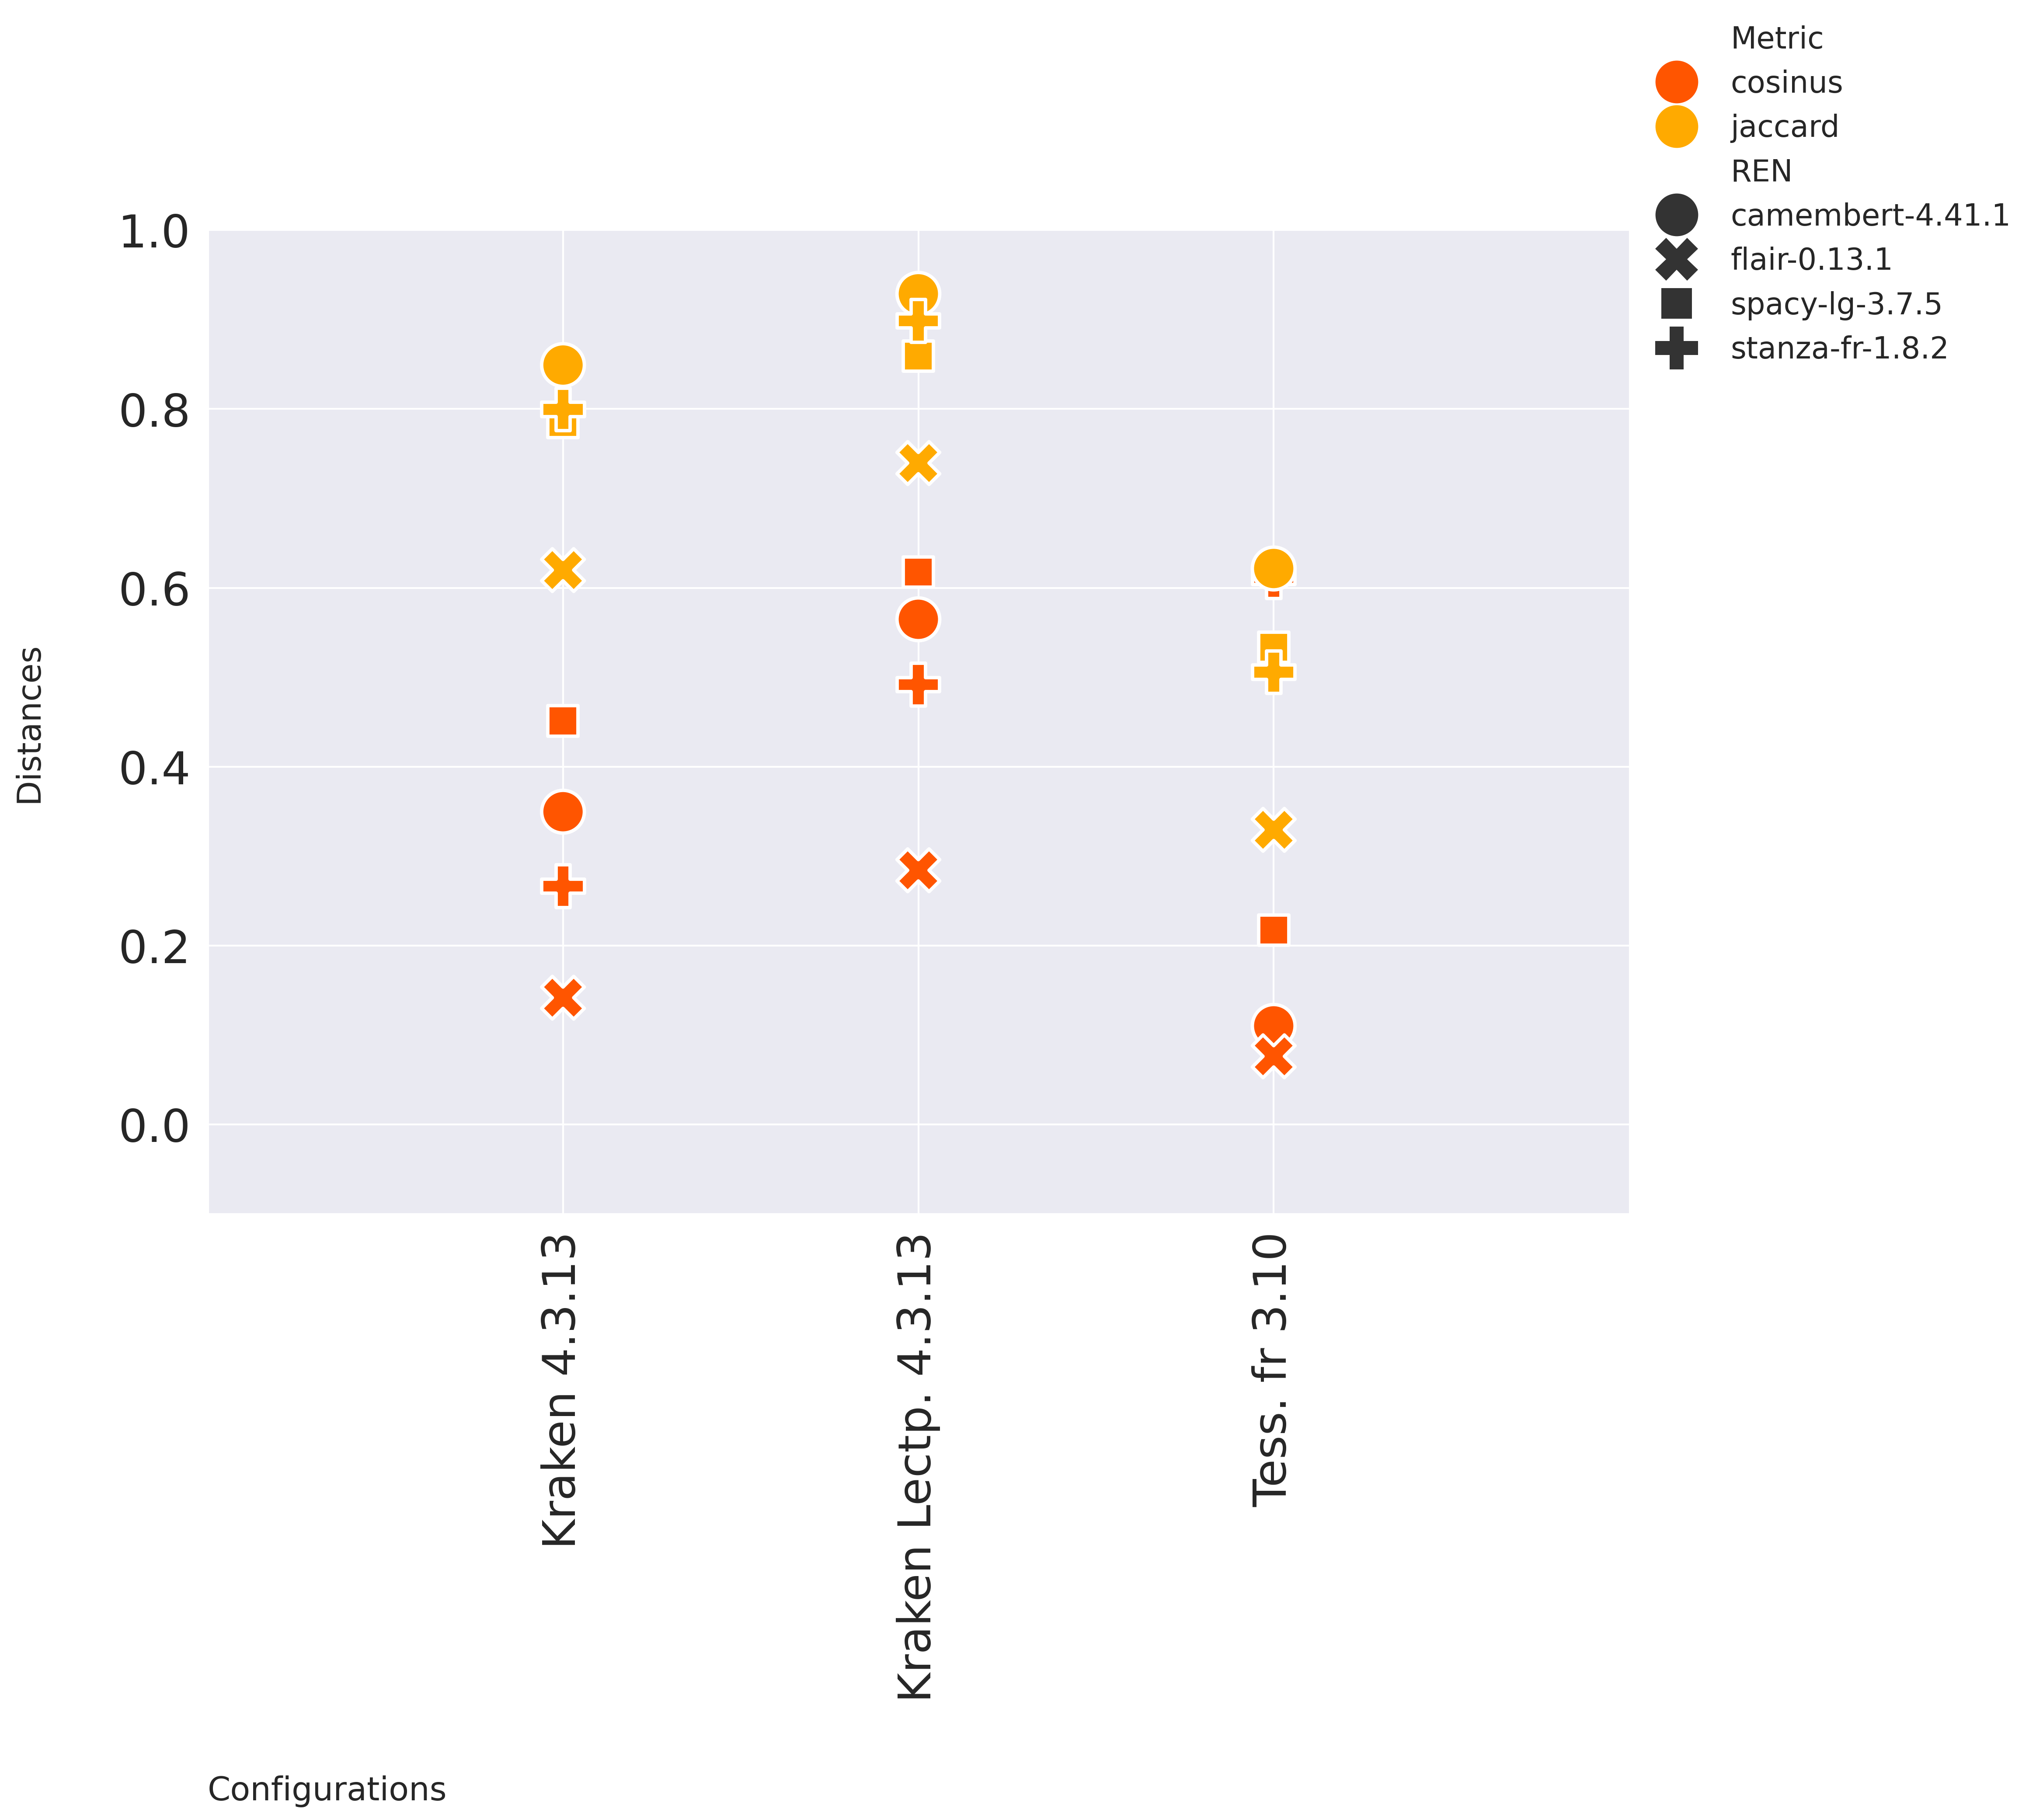 Metric
cosinus
jaccard
REN
camembert-4.41.1
flair-0.13.1
spacy-lg-3.7.5
stanza-fr-1.8.2
1.0
0.8
0.6
0.4
0.2
0.0
Distances
Kraken 4.3.13
Kraken Lectp. 4.3.13
Tess. fr 3.10
Configurations